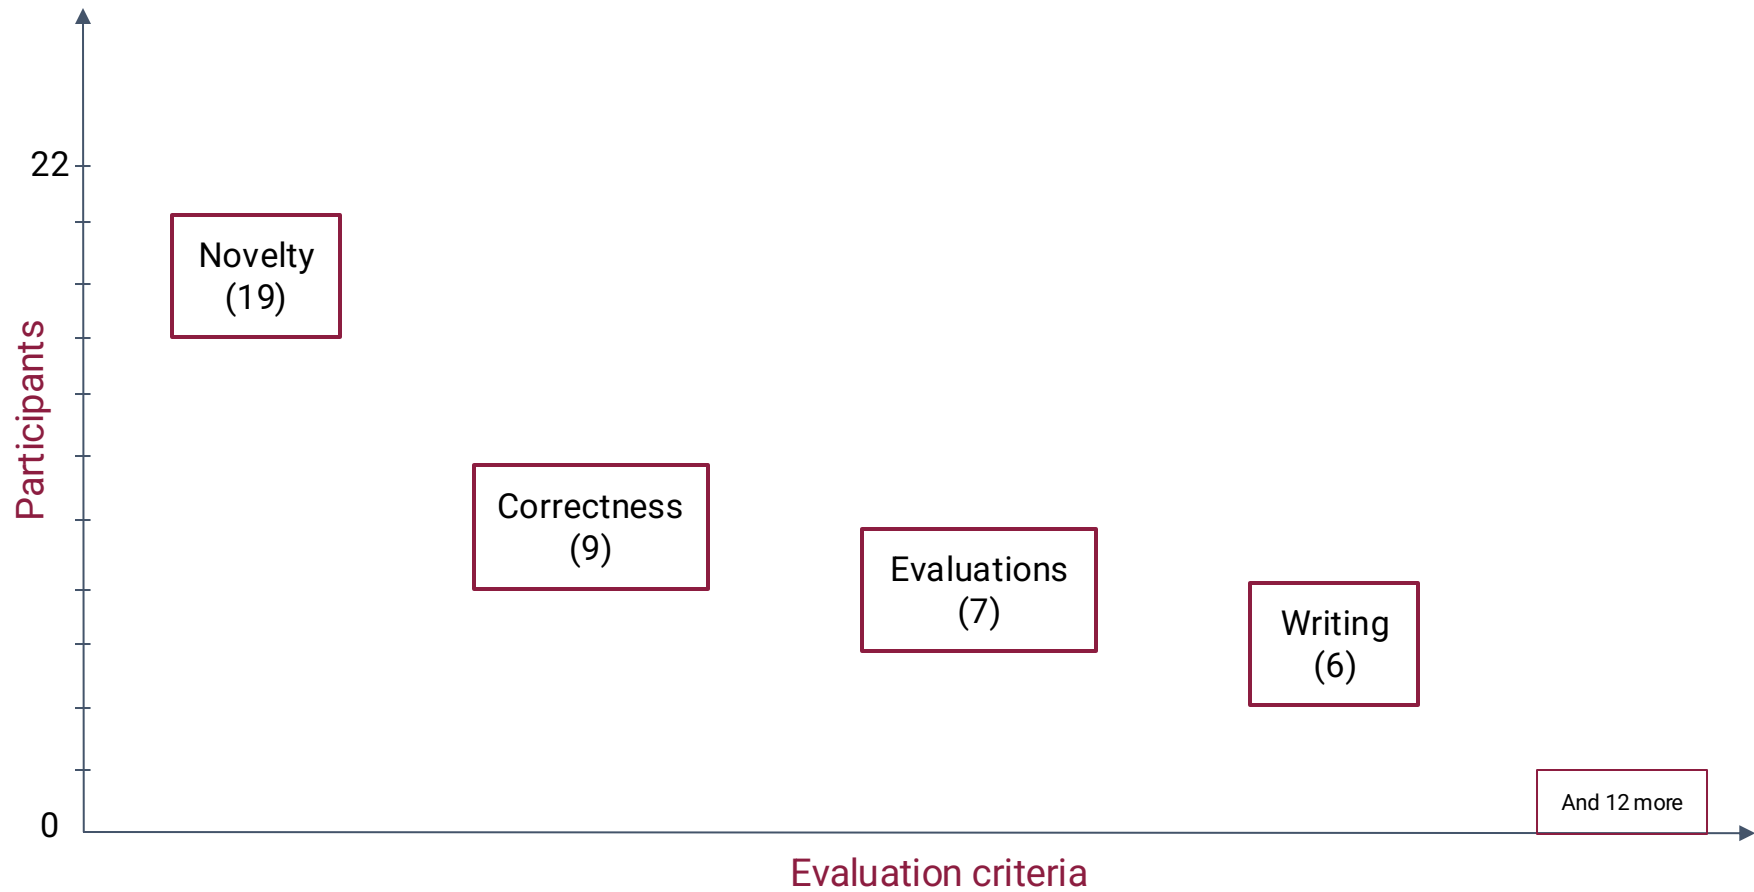 22
Novelty
(19)
Participants
Correctness
(9)
Evaluations
(7)
Writing
(6)
And 12 more
0
Evaluation criteria